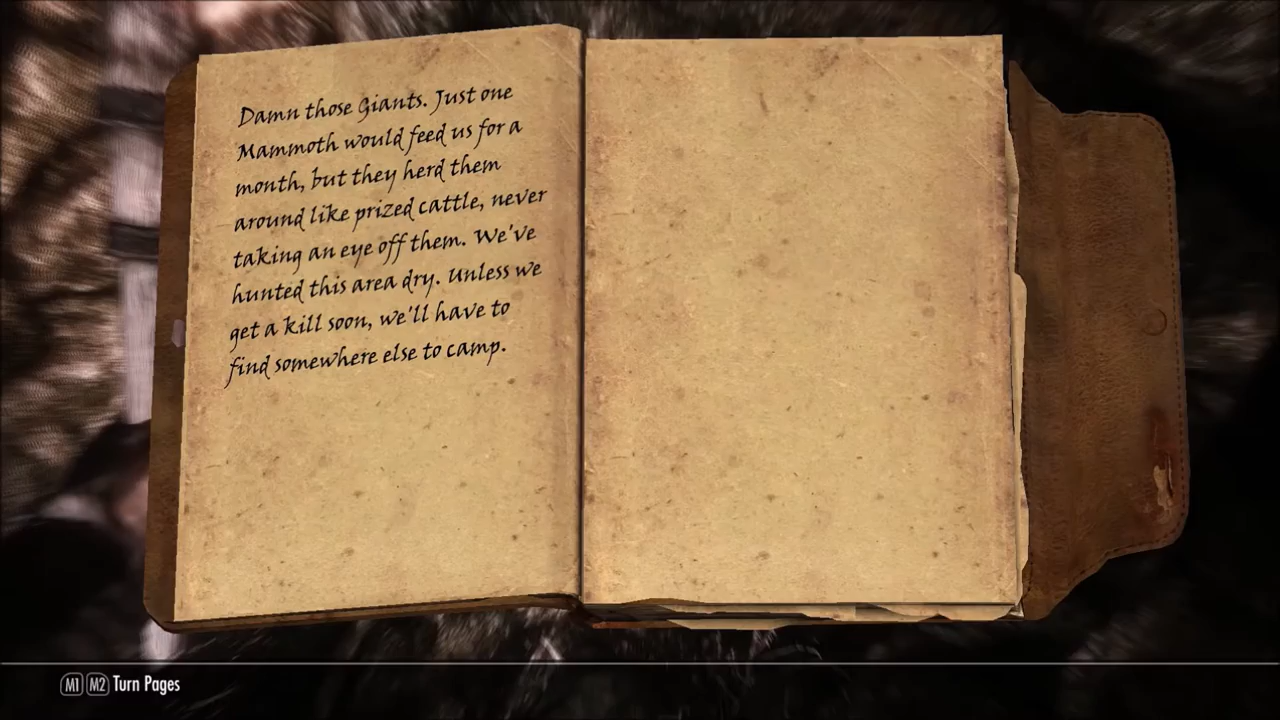 Damn those Giants. Just one
Mammoth would feed us for a
month, but they herd them
around like prized cattle, never
taking an eye off them. We've
hunted this area dry. Unless we
get a kill soon, we'll have to
find somewhere else to camp.
M1 M2 Turn Pages